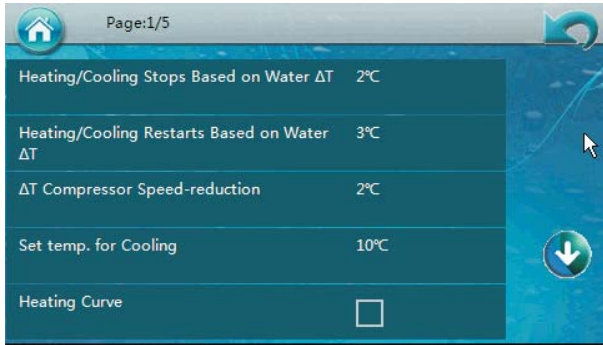 Page:1/5
Heating/Cooling Stops Based on Water ΔT 2℃
Heating/Cooling Restarts Based on Water 3℃
ΔT
ΔT Compressor Speed-reduction 2℃
Set temp. for Cooling 10℃
Heating Curve